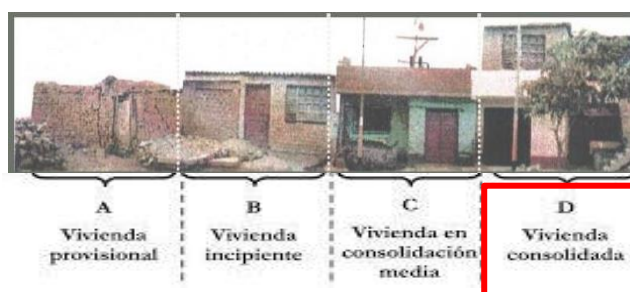 A
Vivienda
provisional
B
Vivienda
incipiente
C
Vivienda en
consolidación
media
D
Vivienda
consolidada